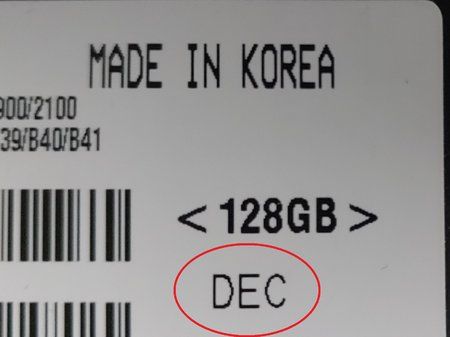 MADE IN KOREA
900/2100
39/B40/B41
<128GB>
DEC